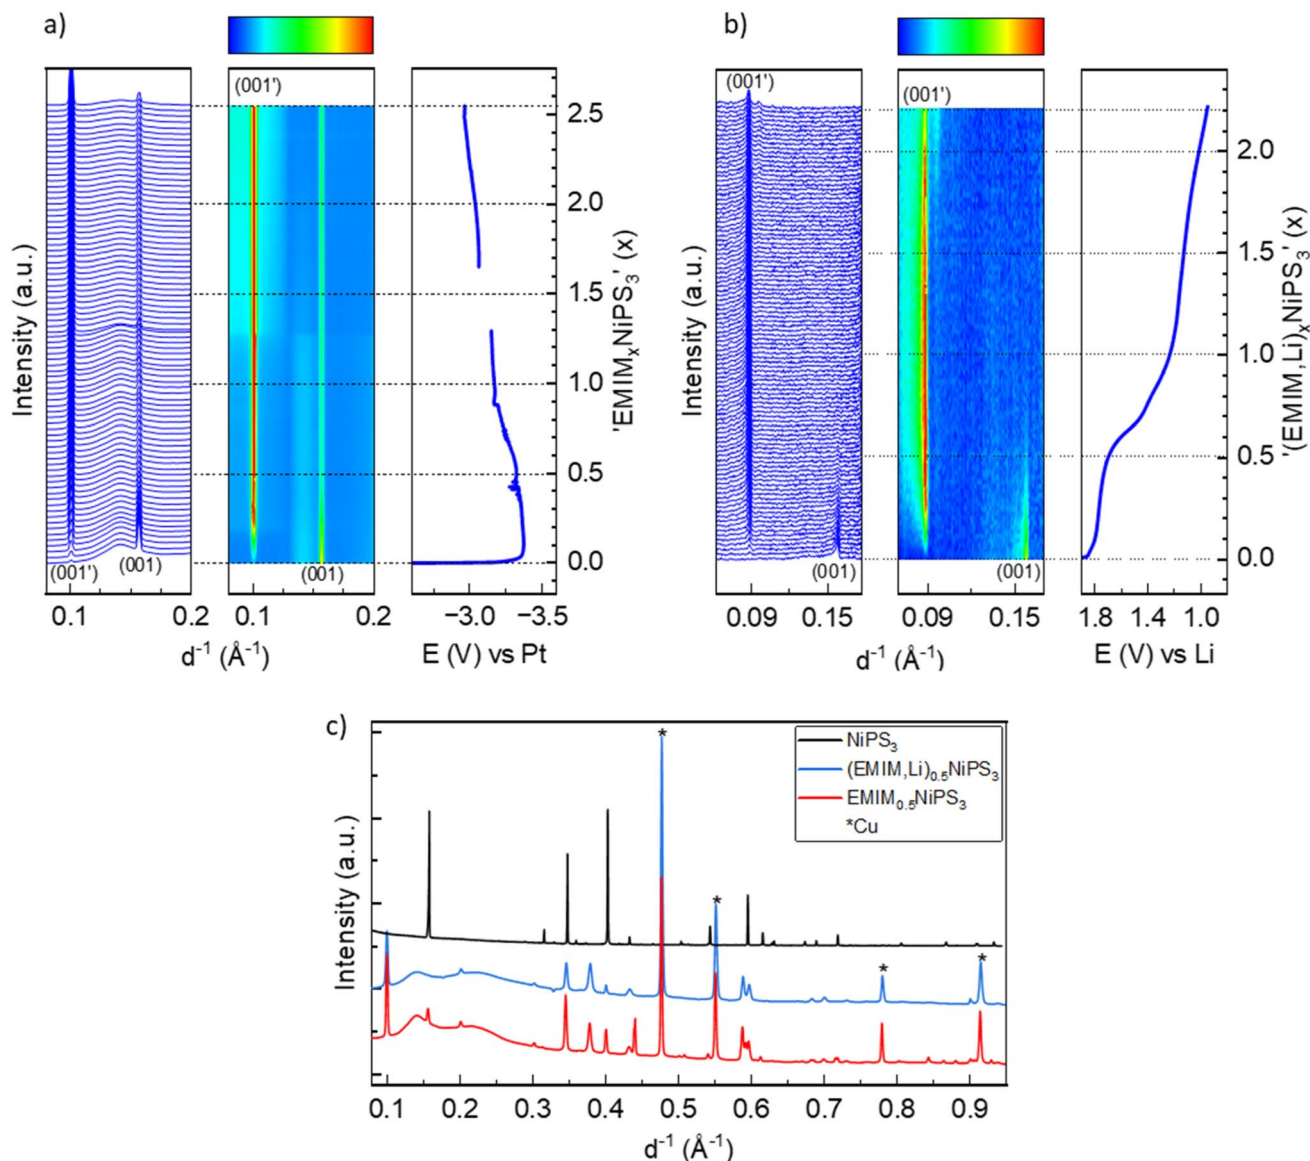 a)
Intensity (a.u.)
(001')
(001)
0.1
0.2
d⁻¹ (Å⁻¹)
(001')
(001)
0.1
0.2
−3.0
−3.5
E (V) vs Pt
2.5
2.0
1.5
1.0
0.5
0.0
'EMIMₓNiPS₃' (x)
b)
Intensity (a.u.)
(001')
(001)
0.09
0.15
d⁻¹ (Å⁻¹)
(001')
(001)
0.09
0.15
1.8
1.4
1.0
E (V) vs Li
2.0
1.5
1.0
0.5
0.0
'(EMIM,Li)ₓNiPS₃' (x)
c)
Intensity (a.u.)
NiPS₃
(EMIM,Li)₀.₅NiPS₃
EMIM₀.₅NiPS₃
*Cu
*
*
*
*
0.1 0.2 0.3 0.4 0.5 0.6 0.7 0.8 0.9
d⁻¹ (Å⁻¹)